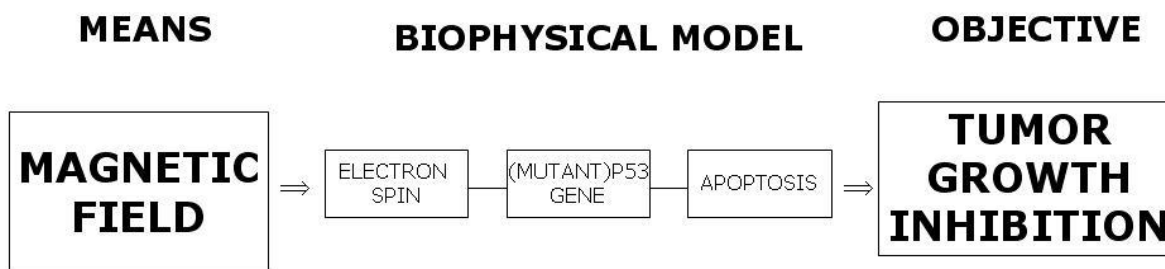 MEANS
BIOPHYSICAL MODEL
OBJECTIVE
MAGNETIC
FIELD
ELECTRON
SPIN
(MUTANT)P53
GENE
APOPTOSIS
TUMOR
GROWTH
INHIBITION